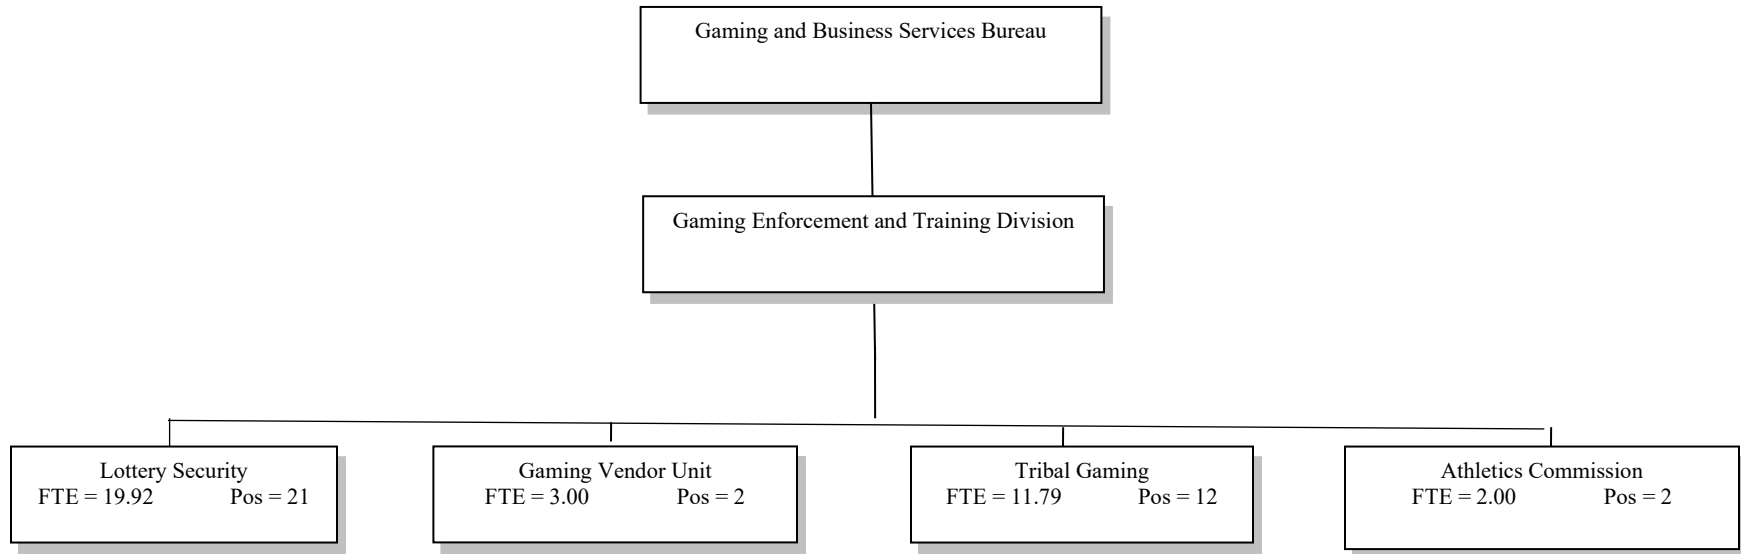 Gaming and Business Services Bureau
Gaming Enforcement and Training Division
Lottery Security
FTE = 19.92 Pos = 21
Gaming Vendor Unit
FTE = 3.00 Pos = 2
Tribal Gaming
FTE = 11.79 Pos = 12
Athletics Commission
FTE = 2.00 Pos = 2